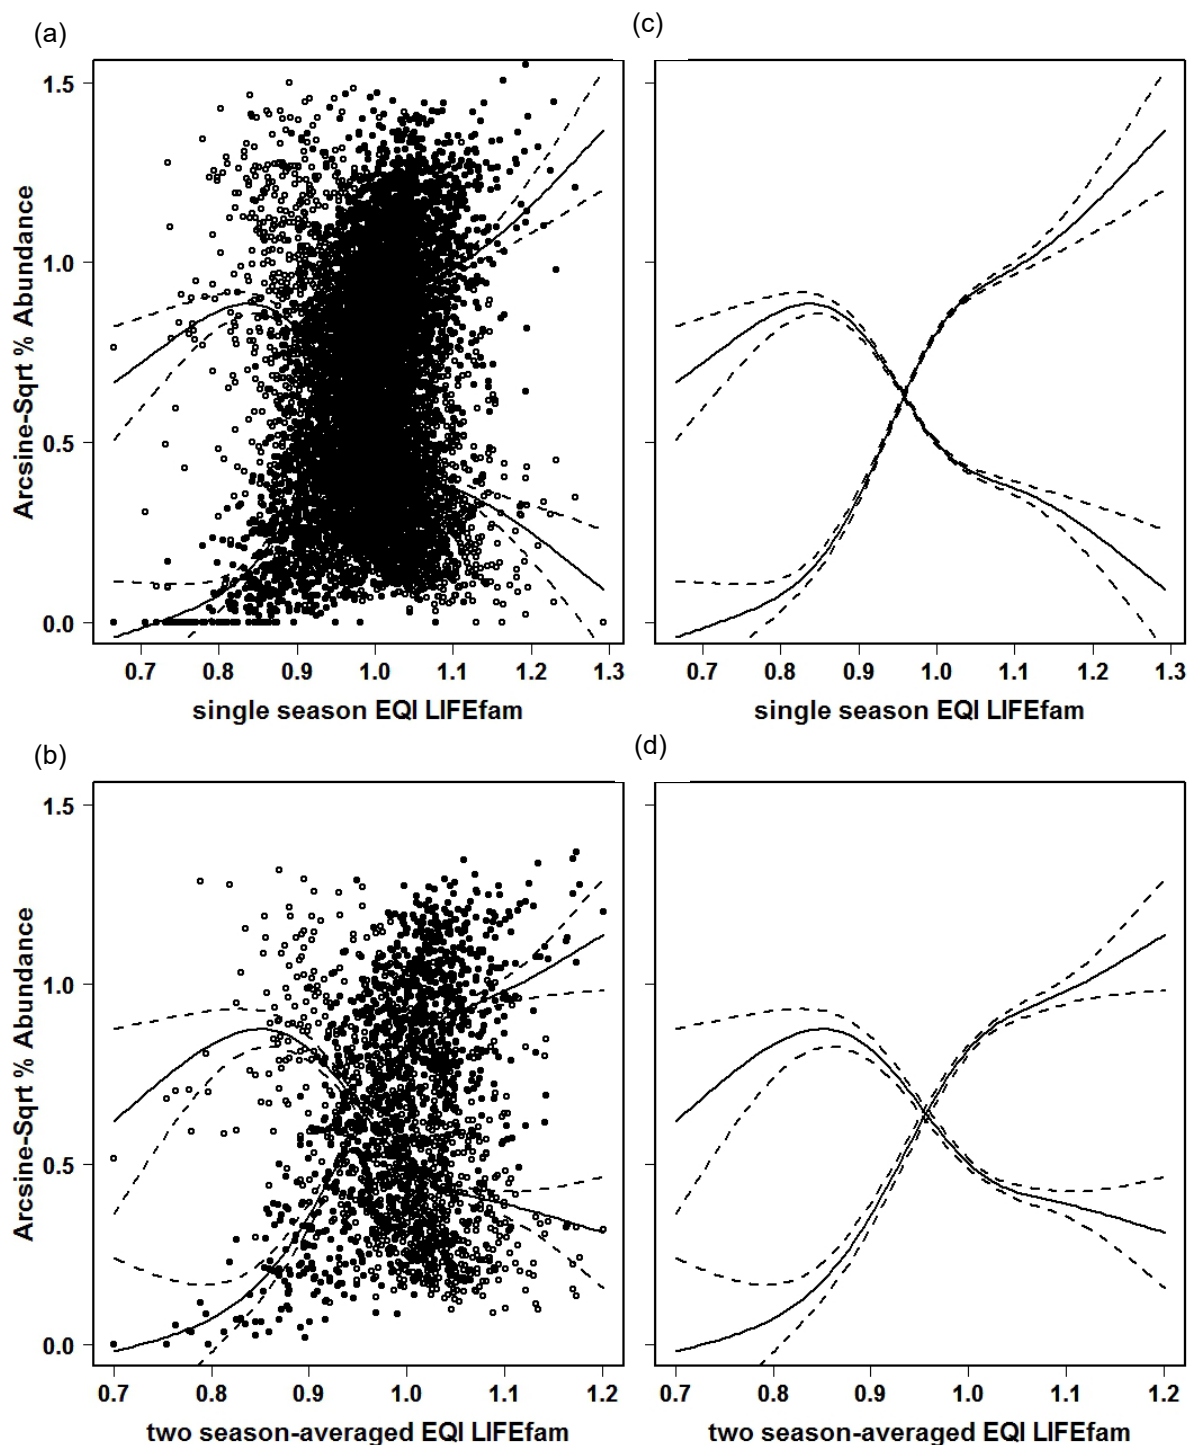 (a)
(c)
1.5
1.0
0.5
0.0
Arcsine-Sqrt % Abundance
0.7 0.8 0.9 1.0 1.1 1.2 1.3
single season EQI LIFEfam
0.7 0.8 0.9 1.0 1.1 1.2 1.3
single season EQI LIFEfam
(b)
(d)
1.5
1.0
0.5
0.0
Arcsine-Sqrt % Abundance
0.7 0.8 0.9 1.0 1.1 1.2
two season-averaged EQI LIFEfam
0.7 0.8 0.9 1.0 1.1 1.2
two season-averaged EQI LIFEfam